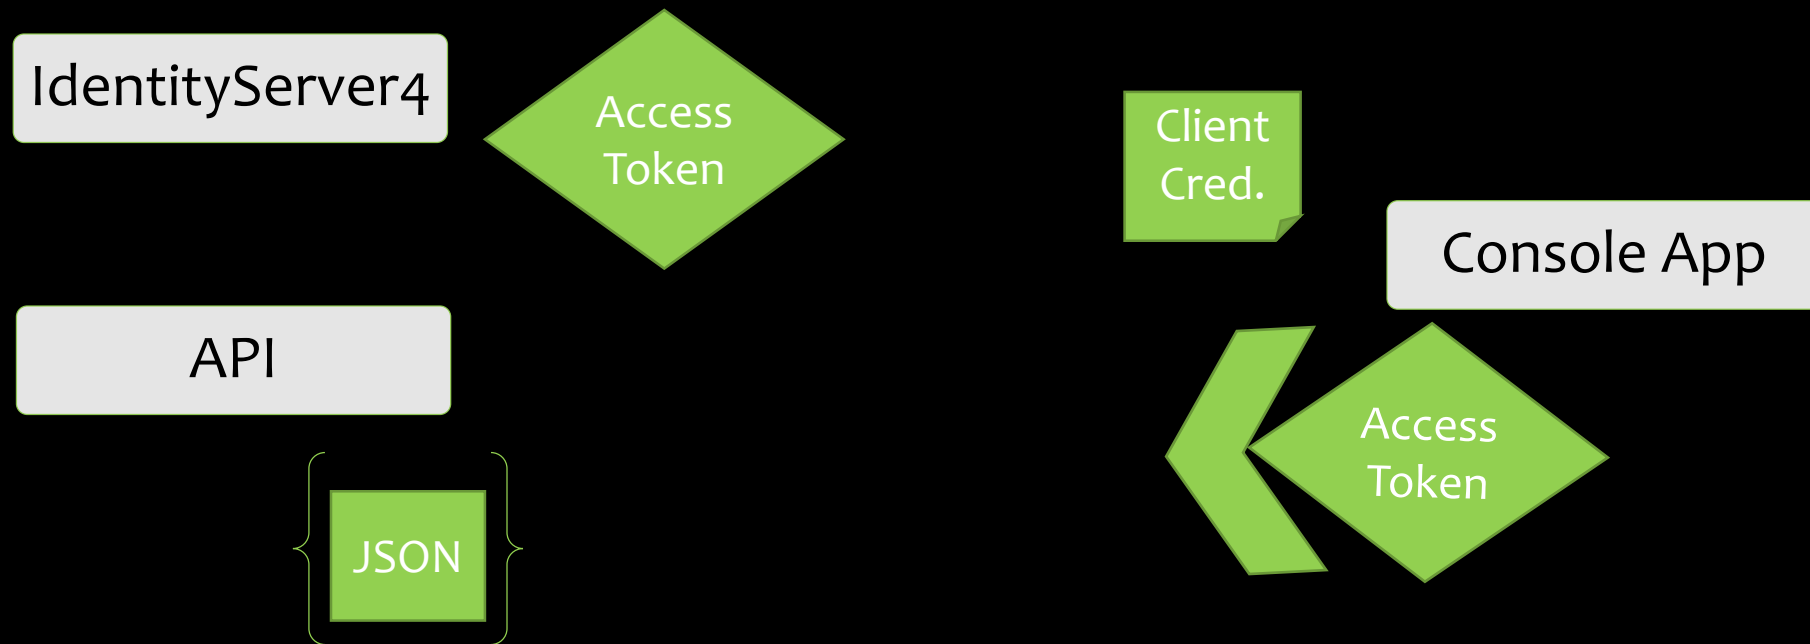 IdentityServer4
Access
Token
Client
Cred.
Console App
API
Access
Token
JSON